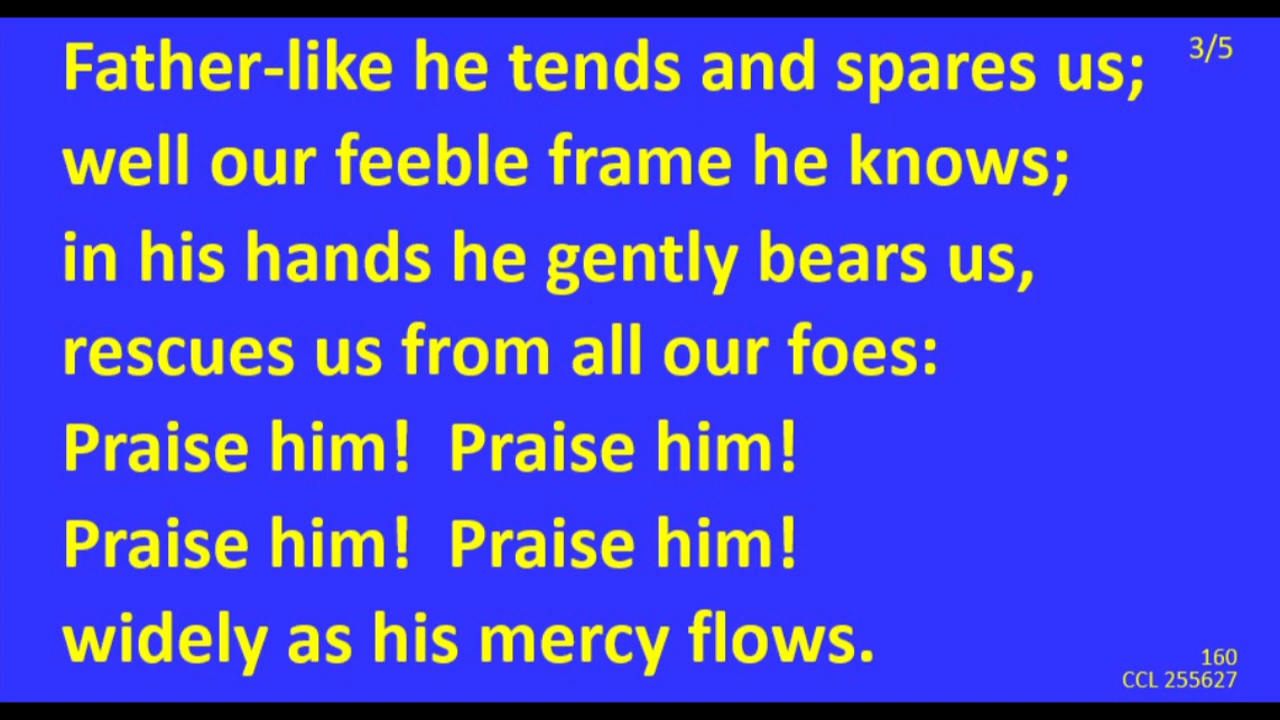 Father-like he tends and spares us;
3/5
well our feeble frame he knows;
in his hands he gently bears us,
rescues us from all our foes:
Praise him!  Praise him!
Praise him!  Praise him!
widely as his mercy flows.
160
CCL 255627